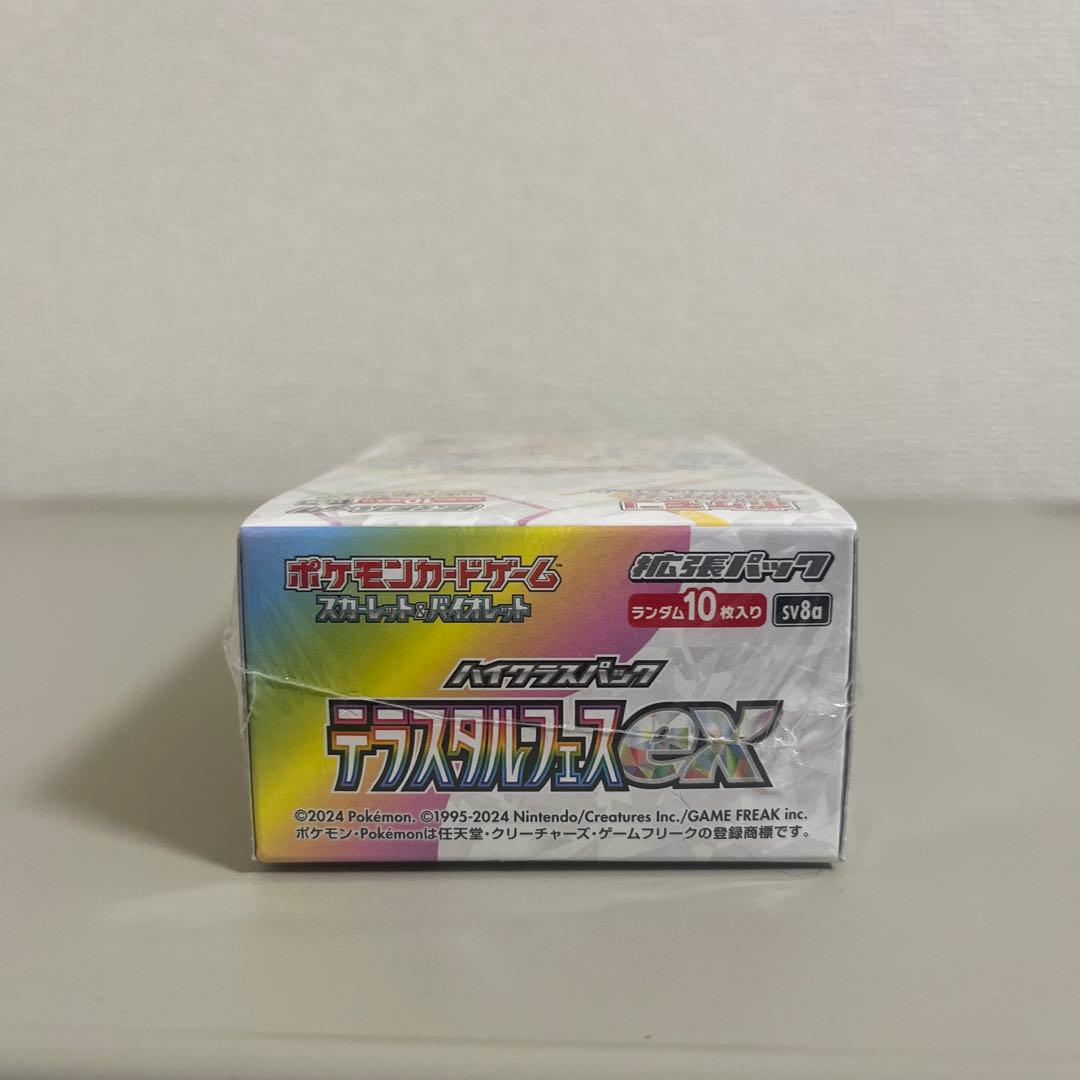 ポケモンカードゲーム™
スカーレット&バイオレット
拡張パック
ランダム10枚入り
sv8a
ハイクラスパック
テラスタルフェスex
©2024 Pokémon. ©1995-2024 Nintendo/Creatures Inc./GAME FREAK inc.
ポケモン・Pokémonは任天堂・クリーチャーズ・ゲームフリークの登録商標です。